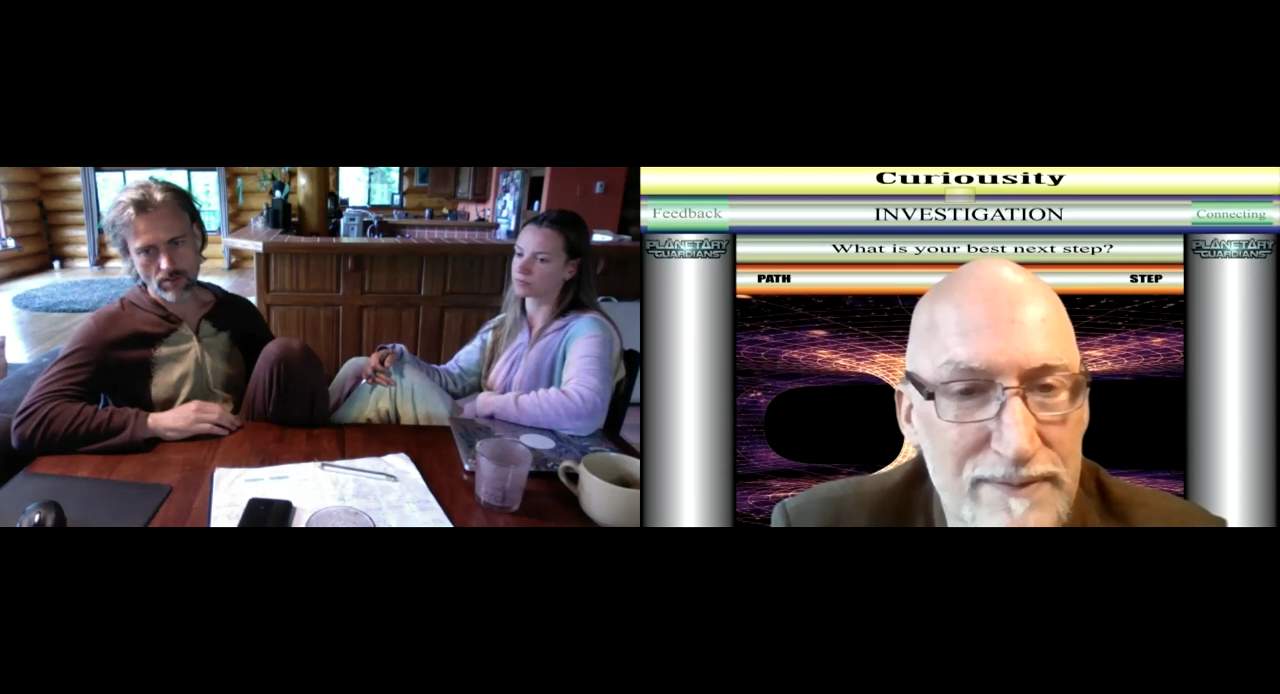 Curiousity
Feedback
INVESTIGATION
Connecting
PLANETARY
GUARDIANS
What is your best next step?
PLANETARY
GUARDIANS
PATH
STEP